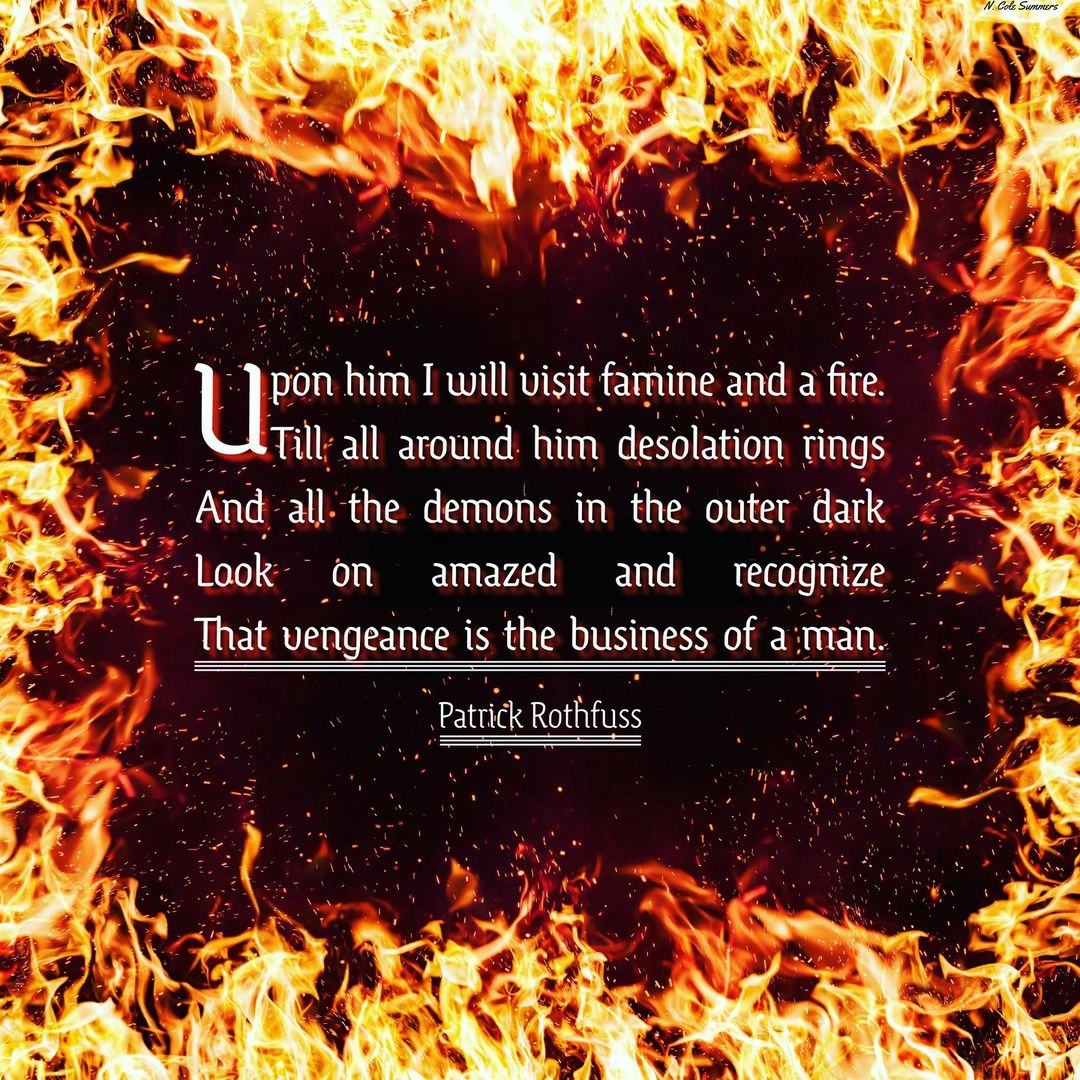 N. Cole Summers
Upon him I will visit famine and a fire.
Till all around him desolation rings
And all the demons in the outer dark
Look on amazed and recognize
That vengeance is the business of a man.
Patrick Rothfuss